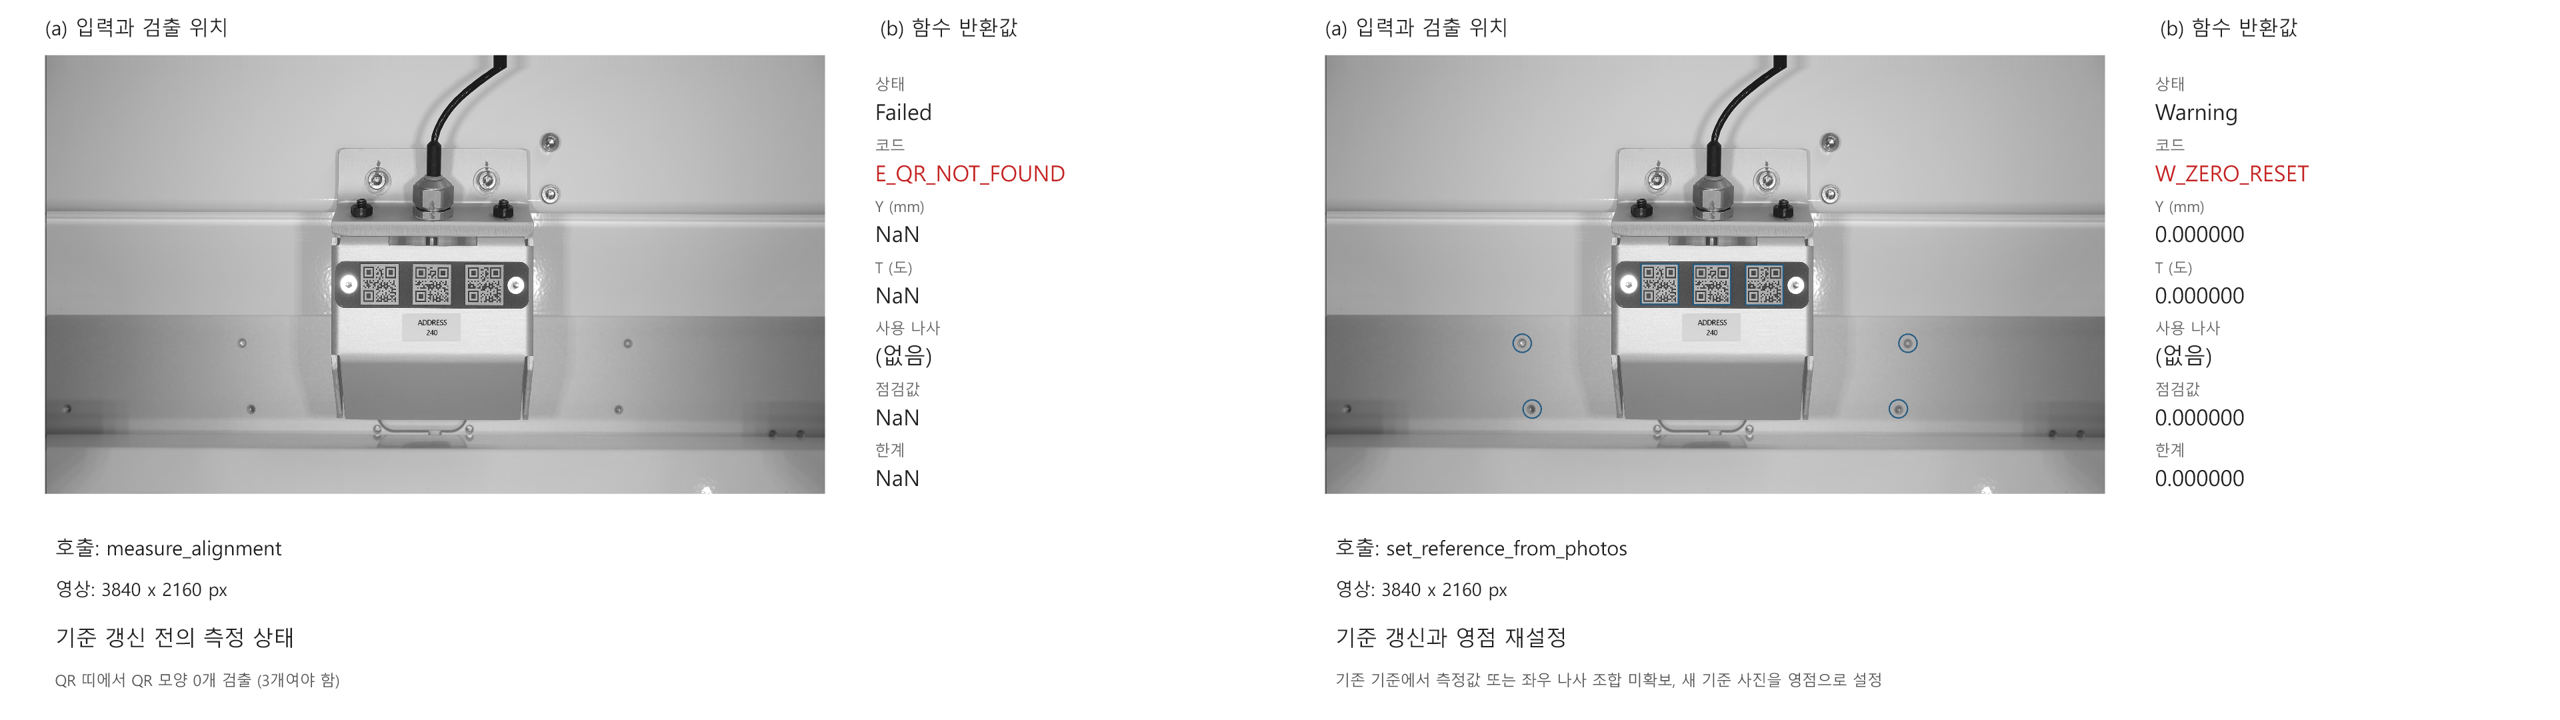 (a) 입력과 검출 위치
ADDRESS
240
(b) 함수 반환값
상태
Failed
코드
E_QR_NOT_FOUND
Y (mm)
NaN
T (도)
NaN
사용 나사
(없음)
점검값
NaN
한계
NaN
호출: measure_alignment
영상: 3840 x 2160 px
기준 갱신 전의 측정 상태
QR 띠에서 QR 모양 0개 검출 (3개여야 함)
(a) 입력과 검출 위치
ADDRESS
240
(b) 함수 반환값
상태
Warning
코드
W_ZERO_RESET
Y (mm)
0.000000
T (도)
0.000000
사용 나사
(없음)
점검값
0.000000
한계
0.000000
호출: set_reference_from_photos
영상: 3840 x 2160 px
기준 갱신과 영점 재설정
기존 기준에서 측정값 또는 좌우 나사 조합 미확보, 새 기준 사진을 영점으로 설정